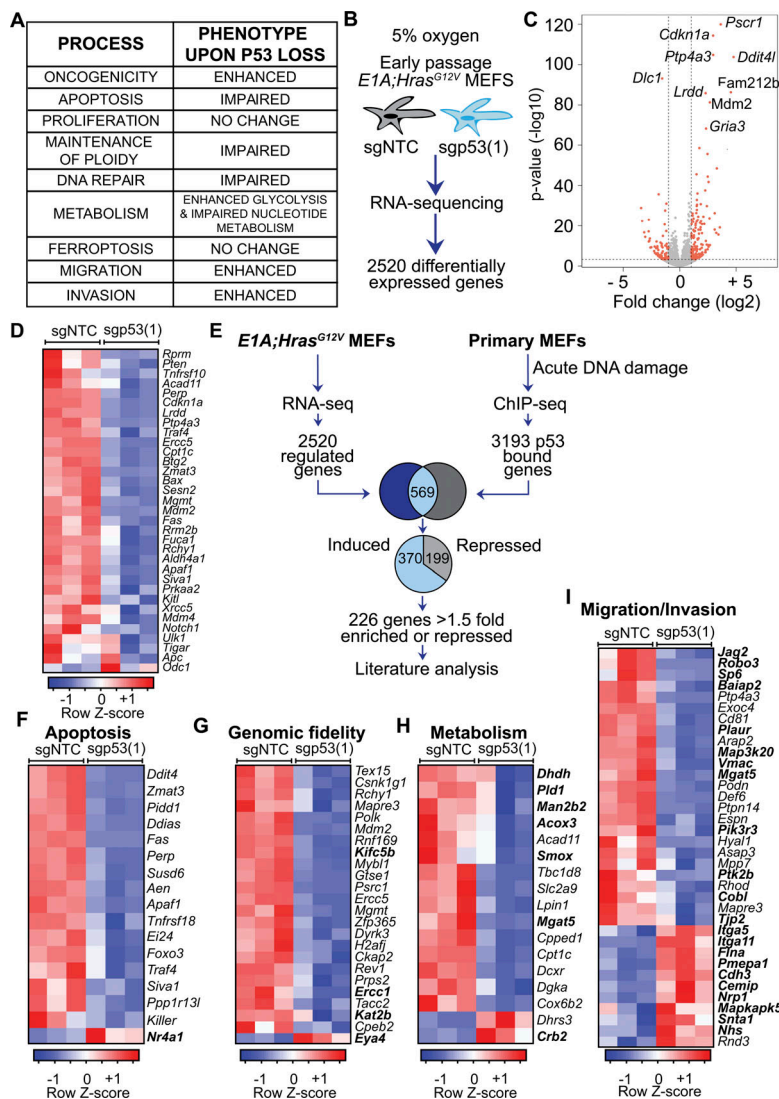 A
PROCESS
PHENOTYPE
UPON P53 LOSS
ONCOGENICITY
ENHANCED
APOPTOSIS
IMPAIRED
PROLIFERATION
NO CHANGE
MAINTENANCE
OF PLOIDY
IMPAIRED
DNA REPAIR
IMPAIRED
METABOLISM
ENHANCED GLYCOLYSIS
& IMPAIRED NUCLEOTIDE
METABOLISM
FERROPTOSIS
NO CHANGE
MIGRATION
ENHANCED
INVASION
ENHANCED
B
5% oxygen
Early passage
E1A;HrasG12V MEFS
sgNTC
sgp53(1)
RNA-sequencing
2520 differentially
expressed genes
C
p-value (-log10)
120
100
80
60
40
20
0
Pscr1
Cdkn1a
Ptp4a3
Ddit4l
Dlc1
Lrdd
Fam212b
Mdm2
Gria3
- 5
0
+ 5
Fold change (log2)
D
sgNTC
sgp53(1)
Rprm
Pten
Tnfrsf10
Acad11
Perp
Cdkn1a
Lrdd
Ptp4a3
Traf4
Ercc5
Cpt1c
Btg2
Zmat3
Bax
Sesn2
Mgmt
Mdm2
Fas
Rrm2b
Fuca1
Rchy1
Aldh4a1
Apaf1
Siva1
Prkaa2
Kitl
Xrcc5
Mdm4
Notch1
Ulk1
Tigar
Apc
Odc1
-1
0
+1
Row Z-score
E
E1A;HrasG12V MEFs
Primary MEFs
Acute DNA damage
RNA-seq
ChIP-seq
2520
regulated
genes
3193 p53
bound
genes
569
Induced
370
199
Repressed
226 genes >1.5 fold
enriched or repressed
Literature analysis
F
Apoptosis
sgNTC
sgp53(1)
Ddit4
Zmat3
Pidd1
Ddias
Fas
Perp
Susd6
Aen
Apaf1
Tnfrsf18
Ei24
Foxo3
Traf4
Siva1
Ppp1r13l
Killer
Nr4a1
-1
0
+1
Row Z-score
G
Genomic fidelity
sgNTC
sgp53(1)
Tex15
Csnk1g1
Rchy1
Mapre3
Polk
Mdm2
Rnf169
Kifc5b
Mybl1
Gtse1
Psrc1
Ercc5
Mgmt
Zfp365
Dyrk3
H2afj
Ckap2
Rev1
Prps2
Ercc1
Tacc2
Kat2b
Cpeb2
Eya4
-1
0
+1
Row Z-score
H
Metabolism
sgNTC
sgp53(1)
Dhdh
Pld1
Man2b2
Acox3
Acad11
Smox
Tbc1d8
Slc2a9
Lpin1
Mgat5
Cpped1
Cpt1c
Dcxr
Dgka
Cox6b2
Dhrs3
Crb2
-1
0
+1
Row Z-score
I
Migration/Invasion
sgNTC
sgp53(1)
Jag2
Robo3
Sp6
Baiap2
Ptp4a3
Exoc4
Cd81
Plaur
Arap2
Map3k20
Vmac
Mgat5
Podn
Def6
Ptpn14
Espn
Pik3r3
Hyal1
Asap3
Mpp7
Ptk2b
Rhod
Cobl
Mapre3
Tjp2
Itga5
Itga11
Flna
Pmepa1
Cdh3
Cemip
Nrp1
Mapkapk5
Snta1
Nhs
Rnd3
-1
0
+1
Row Z-score